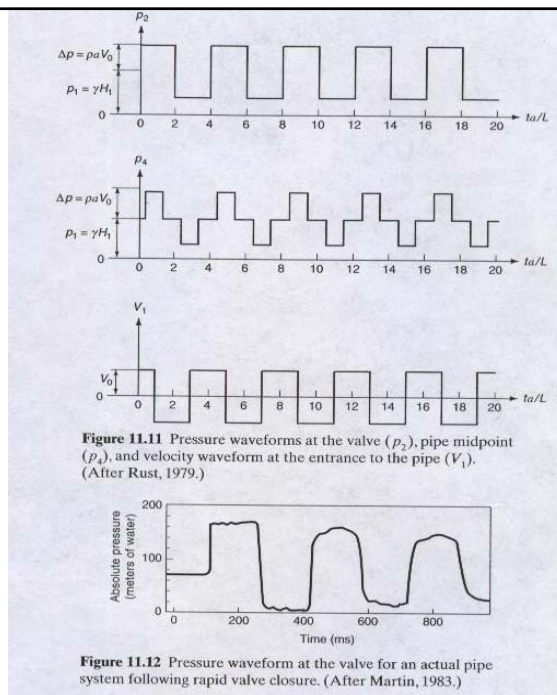 p₂
Δp = ρaV₀
p₁ = γH₁
0
0 2 4 6 8 10 12 14 16 18 20
ta/L
p₄
Δp = ρaV₀
p₁ = γH₁
0
0 2 4 6 8 10 12 14 16 18 20
ta/L
V₁
V₀
0
0 2 4 6 8 10 12 14 16 18 20
ta/L
Figure 11.11 Pressure waveforms at the valve (p₂), pipe midpoint
(p₄), and velocity waveform at the entrance to the pipe (V₁).
(After Rust, 1979.)
Absolute pressure
(meters of water)
200
100
0
0 200 400 600 800
Time (ms)
Figure 11.12 Pressure waveform at the valve for an actual pipe
system following rapid valve closure. (After Martin, 1983.)